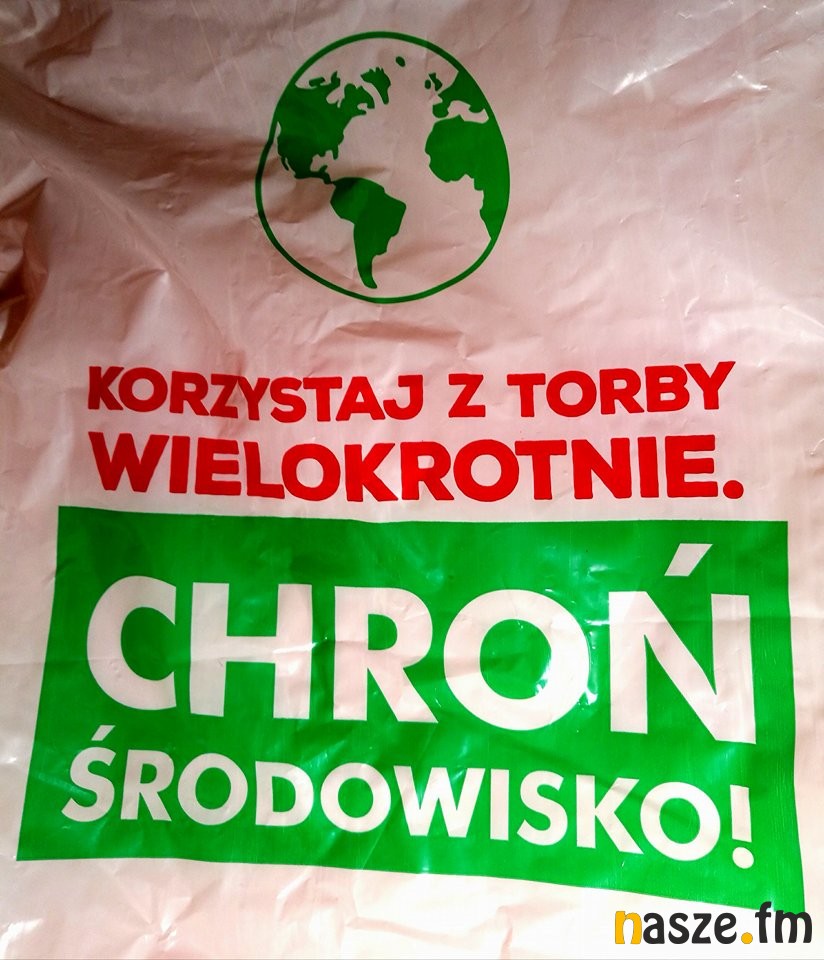 KORZYSTAJ Z TORBY
WIELOKROTNIE.
CHROŃ
ŚRODOWISKO!
nasze.fm